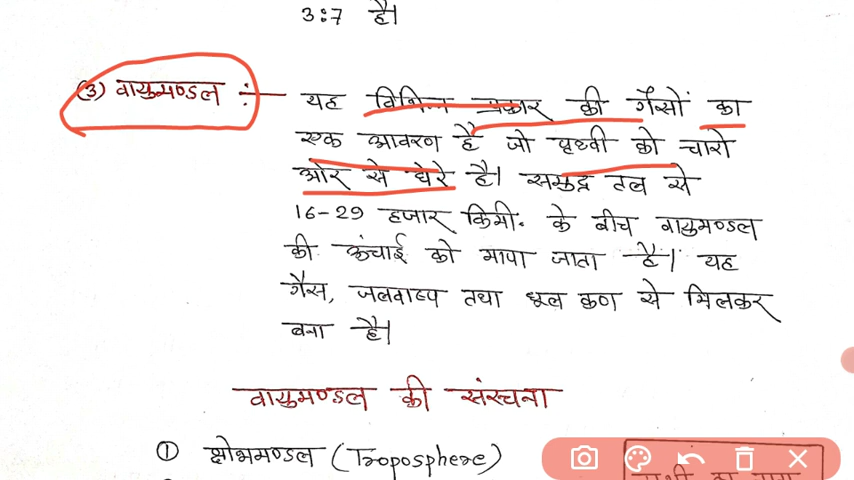 3:7 है।
(3) वायुमण्डल :— यह विभिन्न प्रकार की गैसों का
एक आवरण है जो पृथ्वी को चारो
ओर से घेरे है। समुद्र तल से
16-29 हजार किमी. के बीच वायुमण्डल
की ऊंचाई को मापा जाता है। यह
गैस, जलवाष्प तथा धूल कण से मिलकर
बना है।
वायुमण्डल की संरचना
① क्षोभमण्डल (Troposphere)